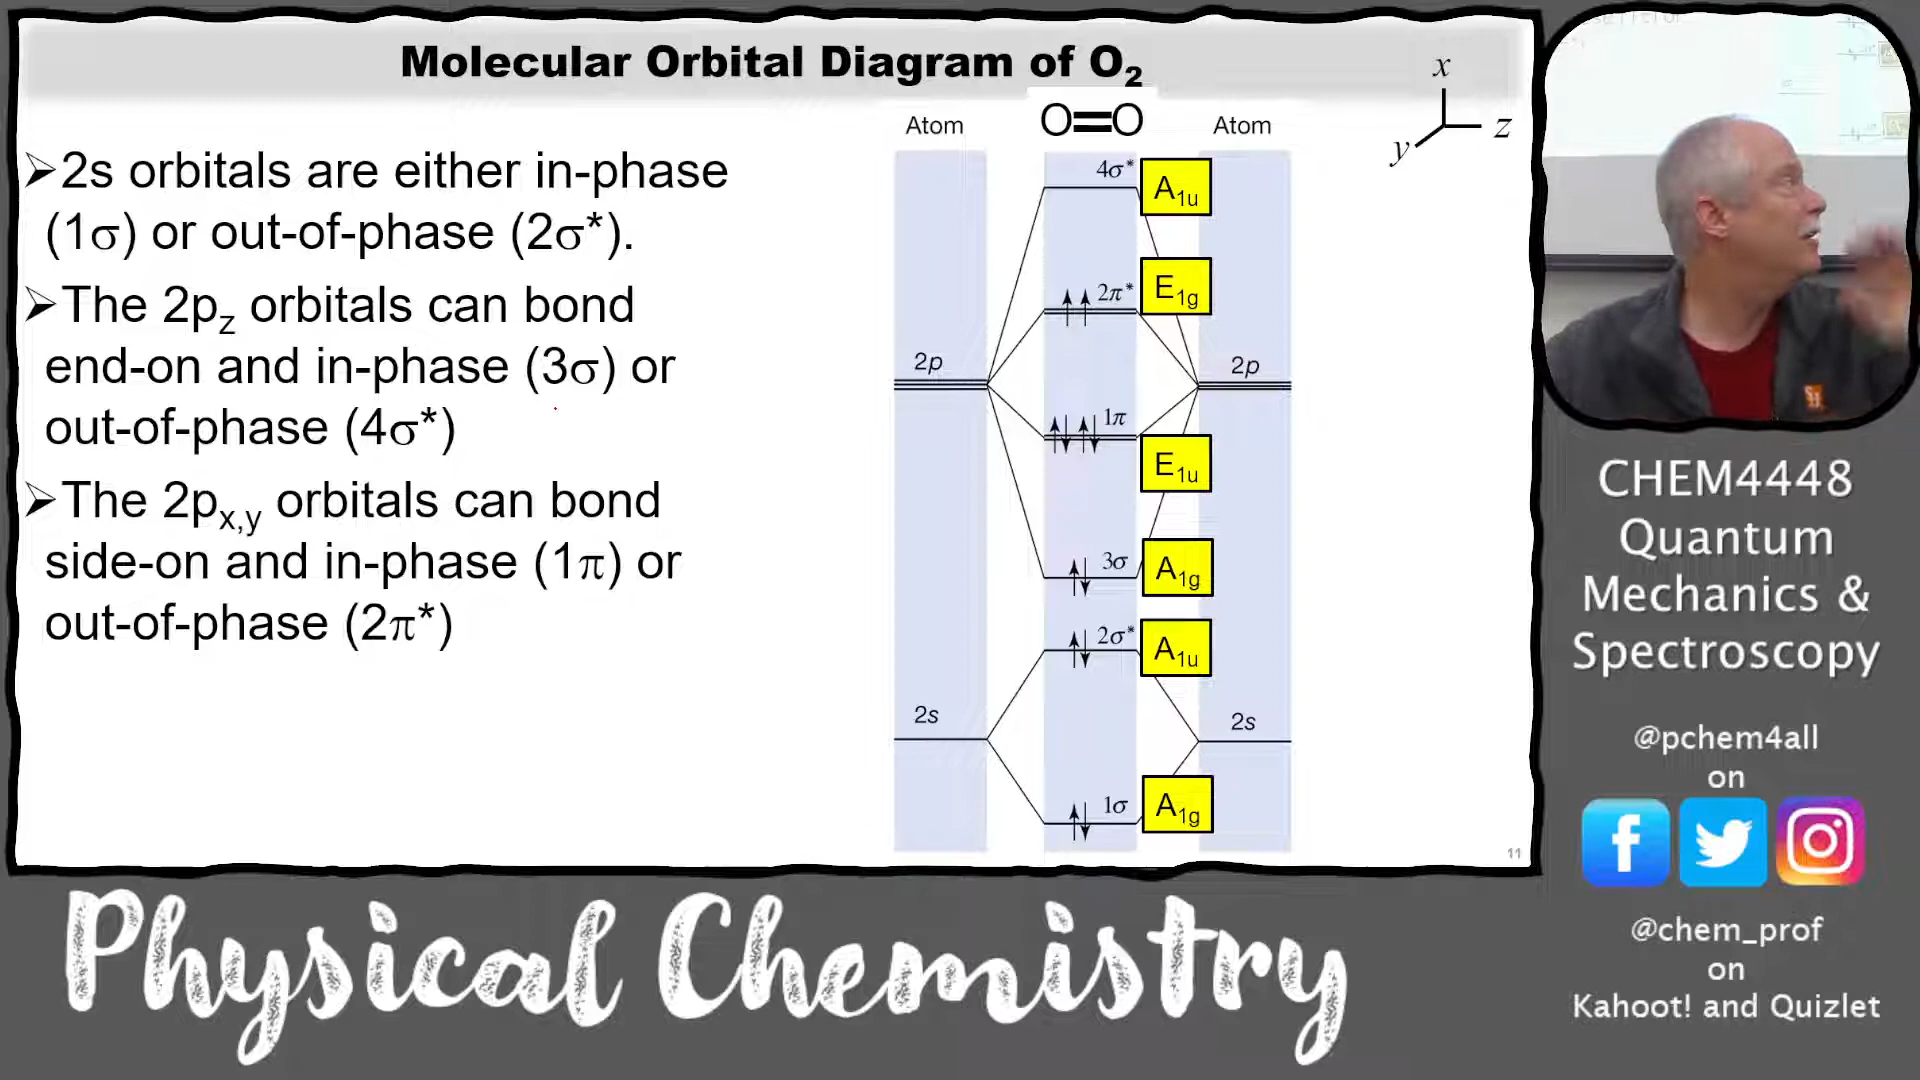 Molecular Orbital Diagram of O₂
➢2s orbitals are either in-phase
(1σ) or out-of-phase (2σ*).
➢The 2p_z orbitals can bond
end-on and in-phase (3σ) or
out-of-phase (4σ*)
➢The 2p_x,y orbitals can bond
side-on and in-phase (1π) or
out-of-phase (2π*)
O=O
Atom
Atom
x
y
z
4σ* A₁ᵤ
2π* E₁g
2p
2p
1π E₁ᵤ
3σ A₁g
2σ* A₁ᵤ
2s
2s
1σ A₁g
11
CHEM4448
Quantum
Mechanics &
Spectroscopy
@pchem4all
on
@chem_prof
on
Kahoot! and Quizlet
Physical Chemistry